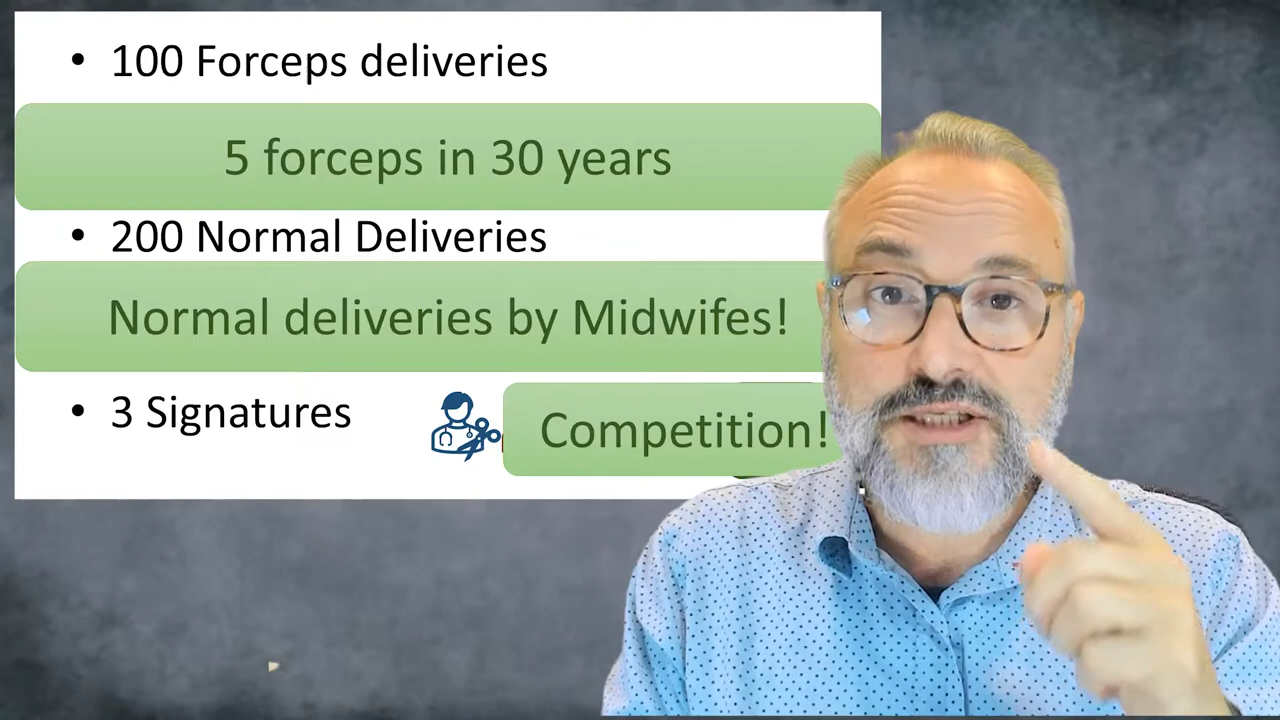 • 100 Forceps deliveries
5 forceps in 30 years
• 200 Normal Deliveries
Normal deliveries by Midwifes!
• 3 Signatures
Competition!